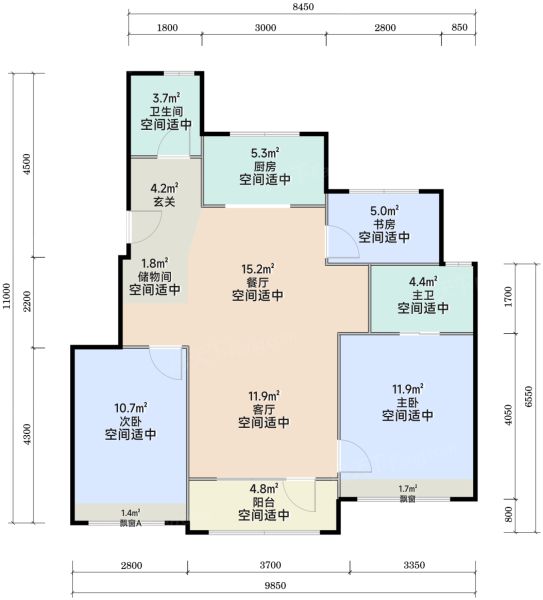 8450
1800
3000
2800
850
3.7㎡
卫生间
空间适中
5.3㎡
厨房
空间适中
4.2㎡
玄关
5.0㎡
书房
空间适中
1.8㎡
储物间
空间适中
15.2㎡
餐厅
空间适中
4.4㎡
主卫
空间适中
10.7㎡
次卧
空间适中
11.9㎡
客厅
空间适中
11.9㎡
主卧
空间适中
4.8㎡
阳台
空间适中
1.4㎡
飘窗A
1.7㎡
飘窗
11000
4500
2200
4300
1700
4050
800
6550
2800
3700
3350
9850